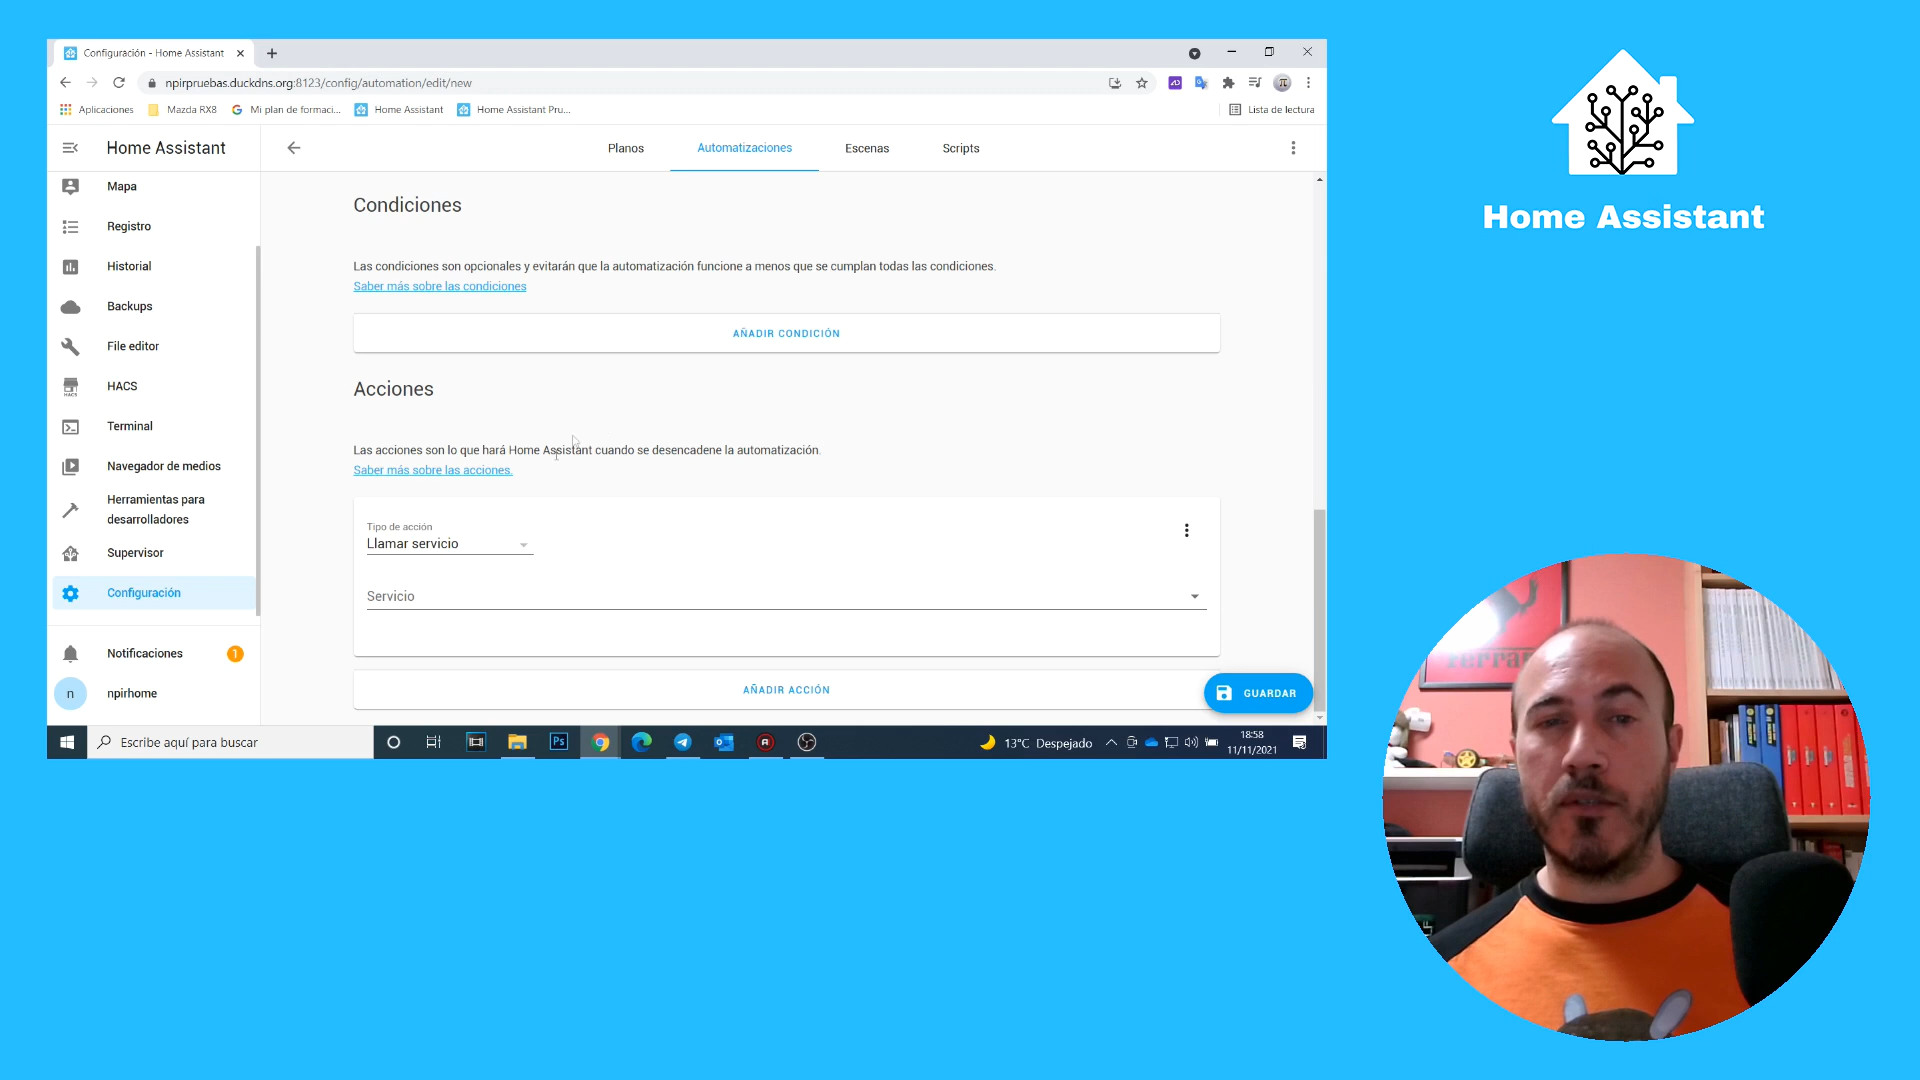 Configuración - Home Assistant
npirpruebas.duckdns.org:8123/config/automation/edit/new
Aplicaciones
Mazda RX8
Mi plan de formaci...
Home Assistant
Home Assistant Pru...
Lista de lectura
Home Assistant
Planos
Automatizaciones
Escenas
Scripts
Mapa
Registro
Historial
Backups
File editor
HACS
HACS
Terminal
Navegador de medios
Herramientas para
desarrolladores
Supervisor
Configuración
Notificaciones
1
n
npirhome
Condiciones
Las condiciones son opcionales y evitarán que la automatización funcione a menos que se cumplan todas las condiciones.
Saber más sobre las condiciones
AÑADIR CONDICIÓN
Acciones
Las acciones son lo que hará Home Assistant cuando se desencadene la automatización.
Saber más sobre las acciones.
Tipo de acción
Llamar servicio
Servicio
AÑADIR ACCIÓN
GUARDAR
Escribe aquí para buscar
Ps
13°C Despejado
18:58
11/11/2021
Home Assistant